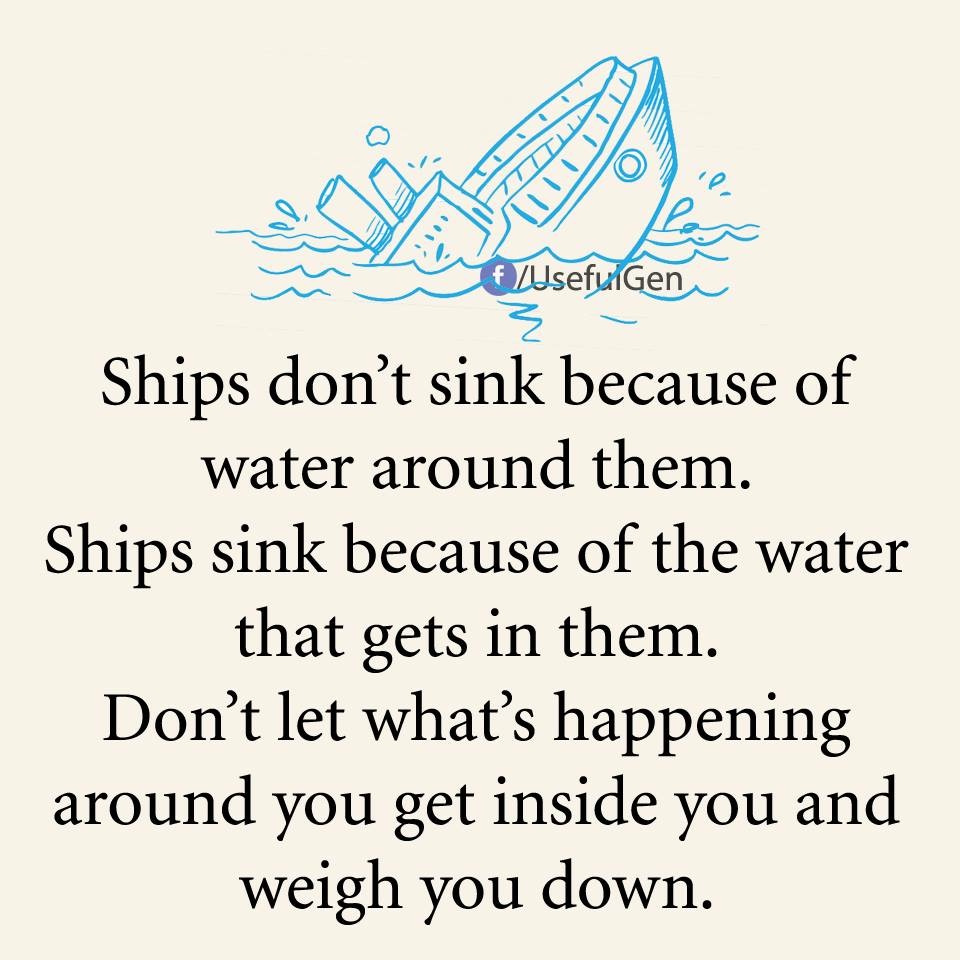 f/UsefulGen
Ships don’t sink because of
water around them.
Ships sink because of the water
that gets in them.
Don’t let what’s happening
around you get inside you and
weigh you down.